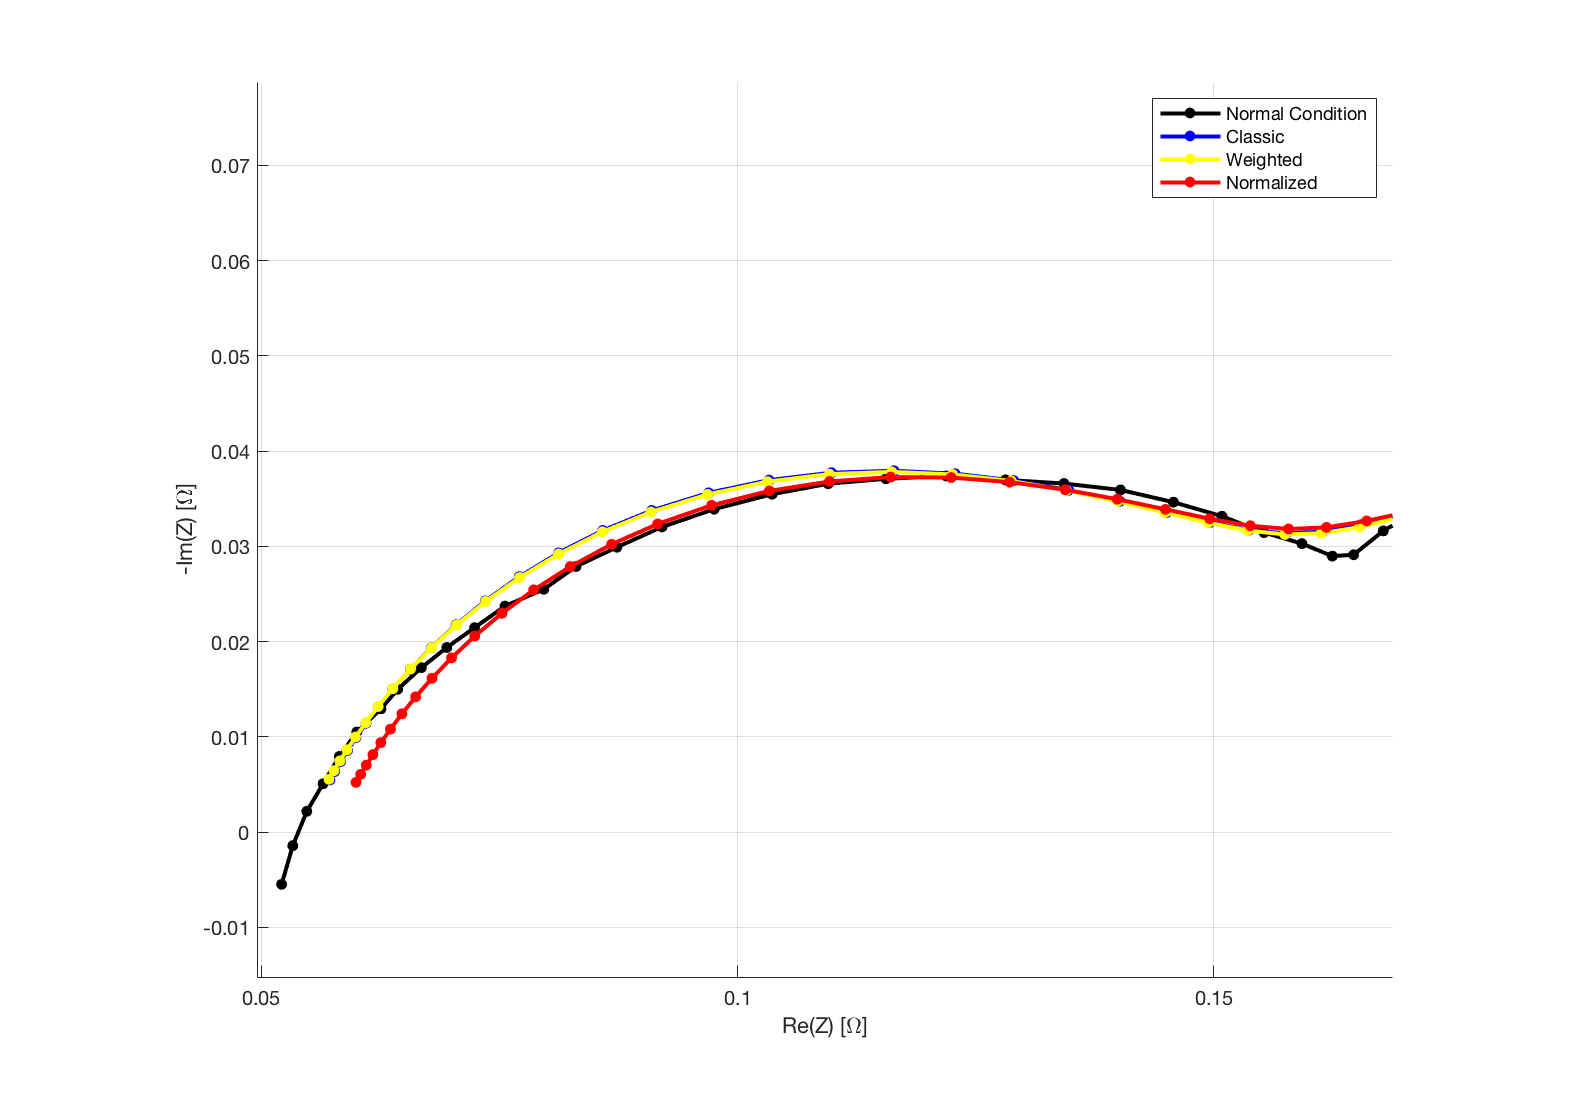 Normal Condition
Classic
Weighted
Normalized
0.07
0.06
0.05
0.04
0.03
0.02
0.01
0
-0.01
-Im(Z) [Ω]
0.05 0.1 0.15
Re(Z) [Ω]